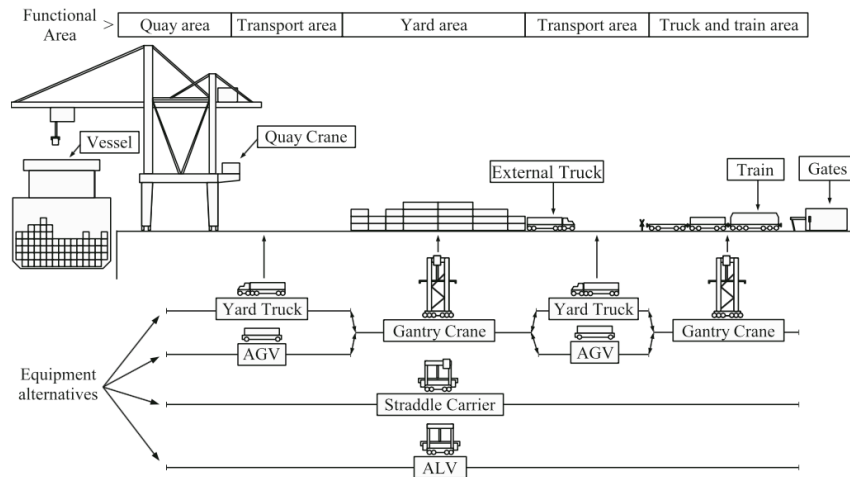 Functional
Area
>
Quay area
Transport area
Yard area
Transport area
Truck and train area
Vessel
Quay Crane
External Truck
Train
Gates
Yard Truck
Yard Truck
Gantry Crane
Gantry Crane
AGV
AGV
Equipment
alternatives
Straddle Carrier
ALV